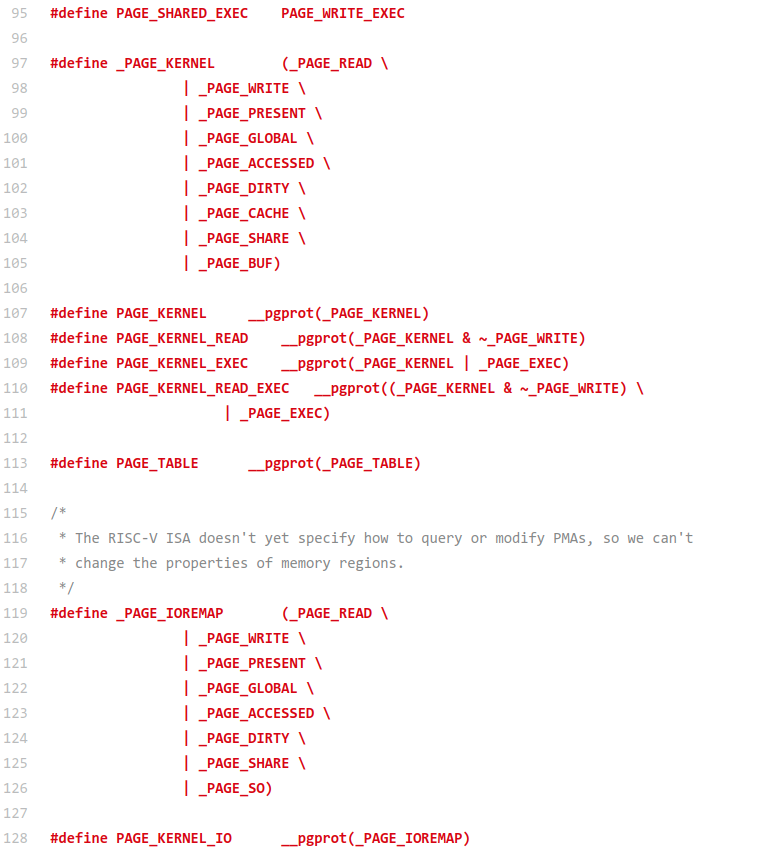 95 #define PAGE_SHARED_EXEC    PAGE_WRITE_EXEC
96
97 #define _PAGE_KERNEL        (_PAGE_READ \
98                 | _PAGE_WRITE \
99                 | _PAGE_PRESENT \
100                 | _PAGE_GLOBAL \
101                 | _PAGE_ACCESSED \
102                 | _PAGE_DIRTY \
103                 | _PAGE_CACHE \
104                 | _PAGE_SHARE \
105                 | _PAGE_BUF)
106
107 #define PAGE_KERNEL     __pgprot(_PAGE_KERNEL)
108 #define PAGE_KERNEL_READ    __pgprot(_PAGE_KERNEL & ~_PAGE_WRITE)
109 #define PAGE_KERNEL_EXEC    __pgprot(_PAGE_KERNEL | _PAGE_EXEC)
110 #define PAGE_KERNEL_READ_EXEC   __pgprot((_PAGE_KERNEL & ~_PAGE_WRITE) \
111                      | _PAGE_EXEC)
112
113 #define PAGE_TABLE      __pgprot(_PAGE_TABLE)
114
115 /*
116  * The RISC-V ISA doesn't yet specify how to query or modify PMAs, so we can't
117  * change the properties of memory regions.
118  */
119 #define _PAGE_IOREMAP       (_PAGE_READ \
120                 | _PAGE_WRITE \
121                 | _PAGE_PRESENT \
122                 | _PAGE_GLOBAL \
123                 | _PAGE_ACCESSED \
124                 | _PAGE_DIRTY \
125                 | _PAGE_SHARE \
126                 | _PAGE_SO)
127
128 #define PAGE_KERNEL_IO      __pgprot(_PAGE_IOREMAP)